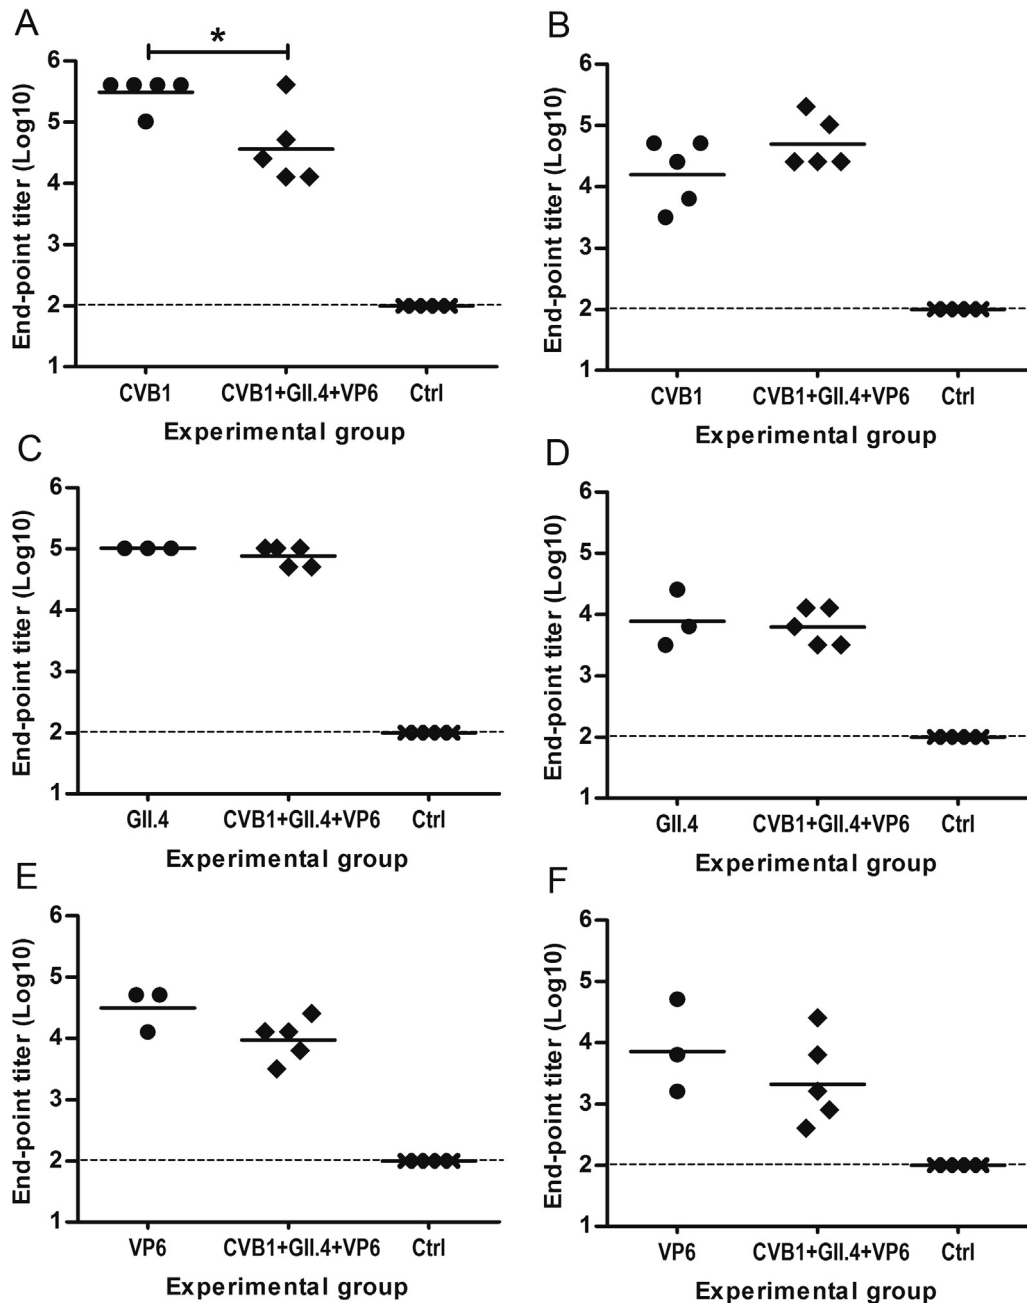 A
*
End-point titer (Log10)
6
5
4
3
2
1
CVB1
CVB1+GII.4+VP6
Ctrl
Experimental group
B
End-point titer (Log10)
6
5
4
3
2
1
CVB1
CVB1+GII.4+VP6
Ctrl
Experimental group
C
End-point titer (Log10)
6
5
4
3
2
1
GII.4
CVB1+GII.4+VP6
Ctrl
Experimental group
D
End-point titer (Log10)
6
5
4
3
2
1
GII.4
CVB1+GII.4+VP6
Ctrl
Experimental group
E
End-point titer (Log10)
6
5
4
3
2
1
VP6
CVB1+GII.4+VP6
Ctrl
Experimental group
F
End-point titer (Log10)
6
5
4
3
2
1
VP6
CVB1+GII.4+VP6
Ctrl
Experimental group